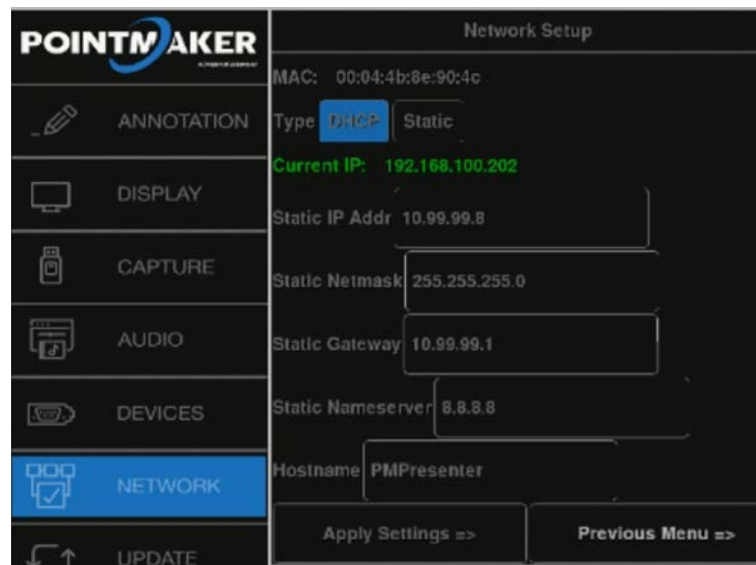 POINTMAKER
ANNOTATION
DISPLAY
CAPTURE
AUDIO
DEVICES
NETWORK
UPDATE
Network Setup
MAC: 00:04:4b:8e:90:4c
Type DHCP Static
Current IP: 192.168.100.202
Static IP Addr 10.99.99.8
Static Netmask 255.255.255.0
Static Gateway 10.99.99.1
Static Nameserver 8.8.8.8
Hostname PMPresenter
Apply Settings => Previous Menu =>